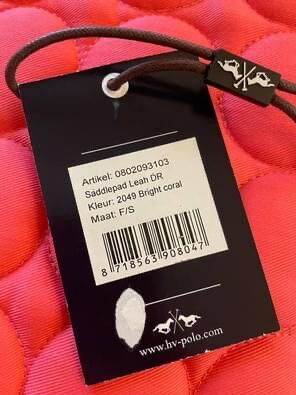 Artikel: 0802093103
Saddlepad Leah DR
Kleur: 2049 Bright coral
Maat: F/S
8 718563 908047
www.hv-polo.com